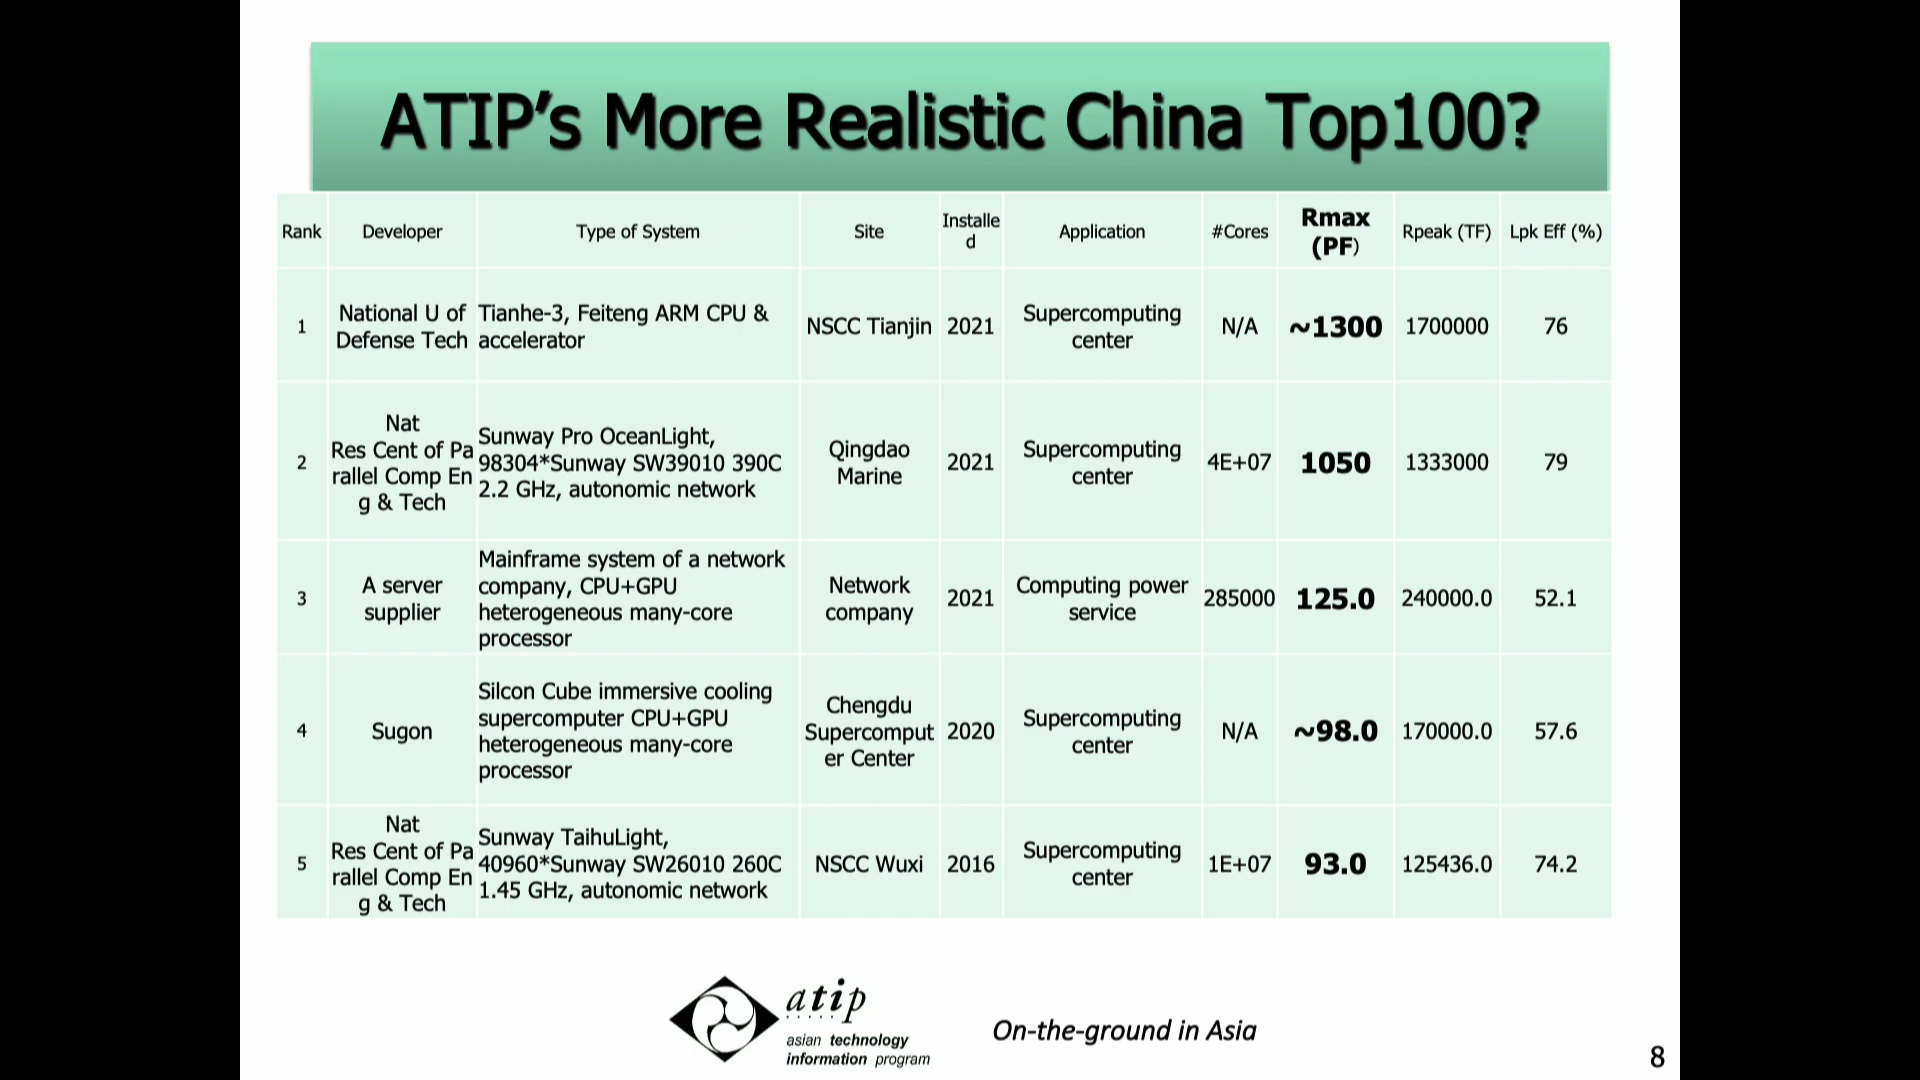 ATIP’s More Realistic China Top100?
Rank Developer Type of System Site Installe
d Application #Cores Rmax
(PF) Rpeak (TF) Lpk Eff (%)
1 National U of
Defense Tech Tianhe-3, Feiteng ARM CPU &
accelerator NSCC Tianjin 2021 Supercomputing
center N/A ~1300 1700000 76
2 Nat
Res Cent of Pa
rallel Comp En
g & Tech Sunway Pro OceanLight,
98304*Sunway SW39010 390C
2.2 GHz, autonomic network Qingdao
Marine 2021 Supercomputing
center 4E+07 1050 1333000 79
3 A server
supplier Mainframe system of a network
company, CPU+GPU
heterogeneous many-core
processor Network
company 2021 Computing power
service 285000 125.0 240000.0 52.1
4 Sugon Silcon Cube immersive cooling
supercomputer CPU+GPU
heterogeneous many-core
processor Chengdu
Supercomput
er Center 2020 Supercomputing
center N/A ~98.0 170000.0 57.6
5 Nat
Res Cent of Pa
rallel Comp En
g & Tech Sunway TaihuLight,
40960*Sunway SW26010 260C
1.45 GHz, autonomic network NSCC Wuxi 2016 Supercomputing
center 1E+07 93.0 125436.0 74.2
atip
asian technology
information program
On-the-ground in Asia
8